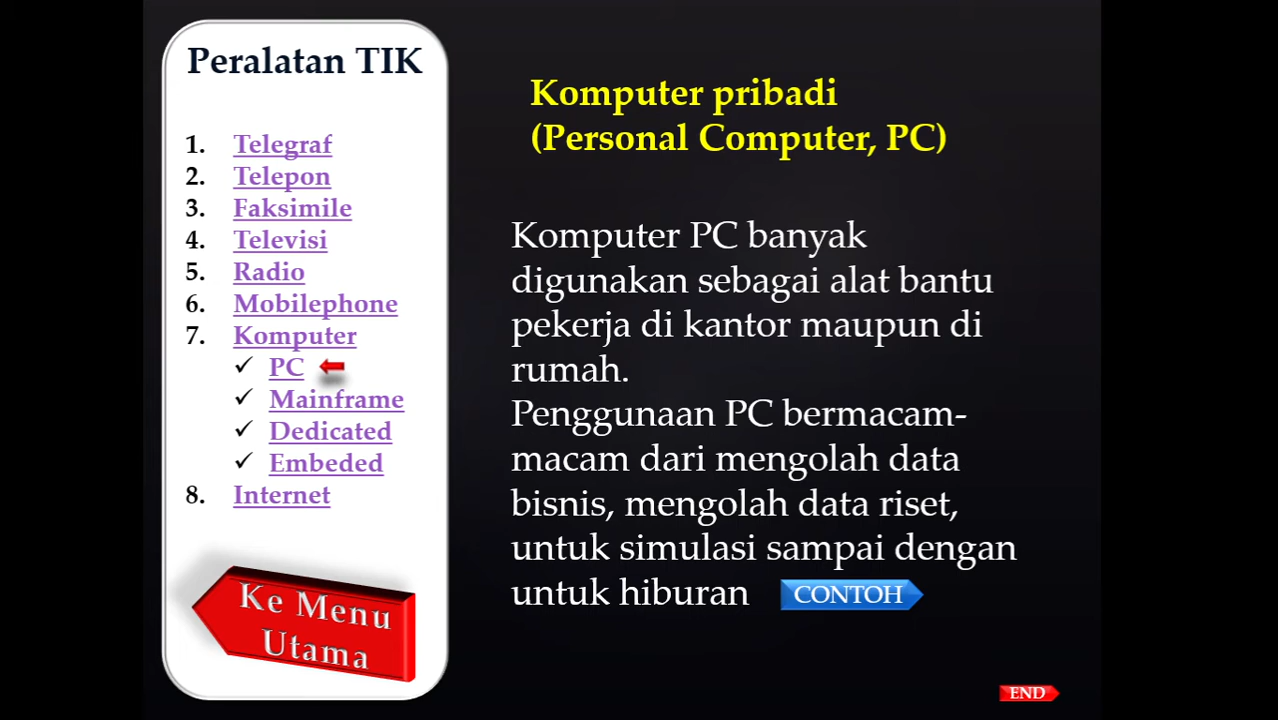 Peralatan TIK
1. Telegraf
2. Telepon
3. Faksimile
4. Televisi
5. Radio
6. Mobilephone
7. Komputer
✓ PC
✓ Mainframe
✓ Dedicated
✓ Embeded
8. Internet
Ke Menu
Utama
Komputer pribadi
(Personal Computer, PC)
Komputer PC banyak
digunakan sebagai alat bantu
pekerja di kantor maupun di
rumah.
Penggunaan PC bermacam-
macam dari mengolah data
bisnis, mengolah data riset,
untuk simulasi sampai dengan
untuk hiburan
CONTOH
END